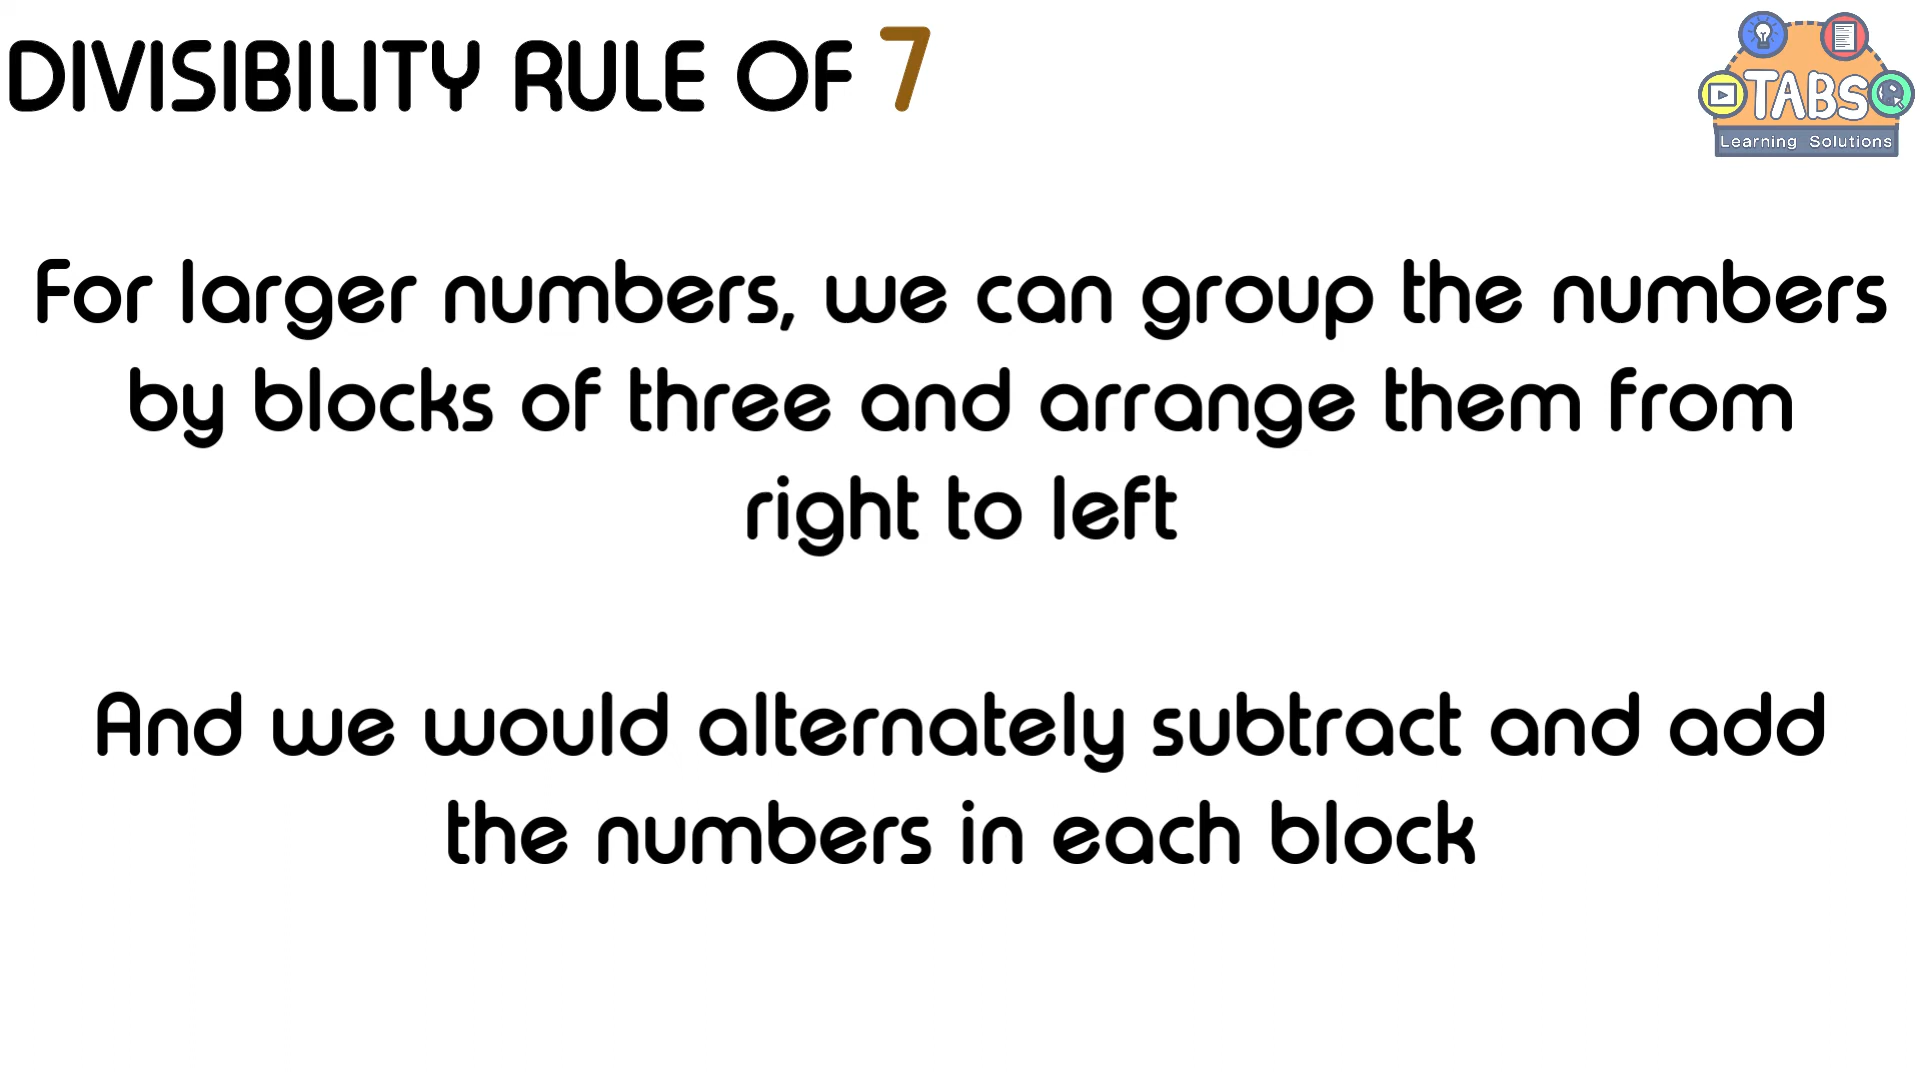 DIVISIBILITY RULE OF 7
TABS
Learning Solutions
For larger numbers, we can group the numbers
by blocks of three and arrange them from
right to left
And we would alternately subtract and add
the numbers in each block